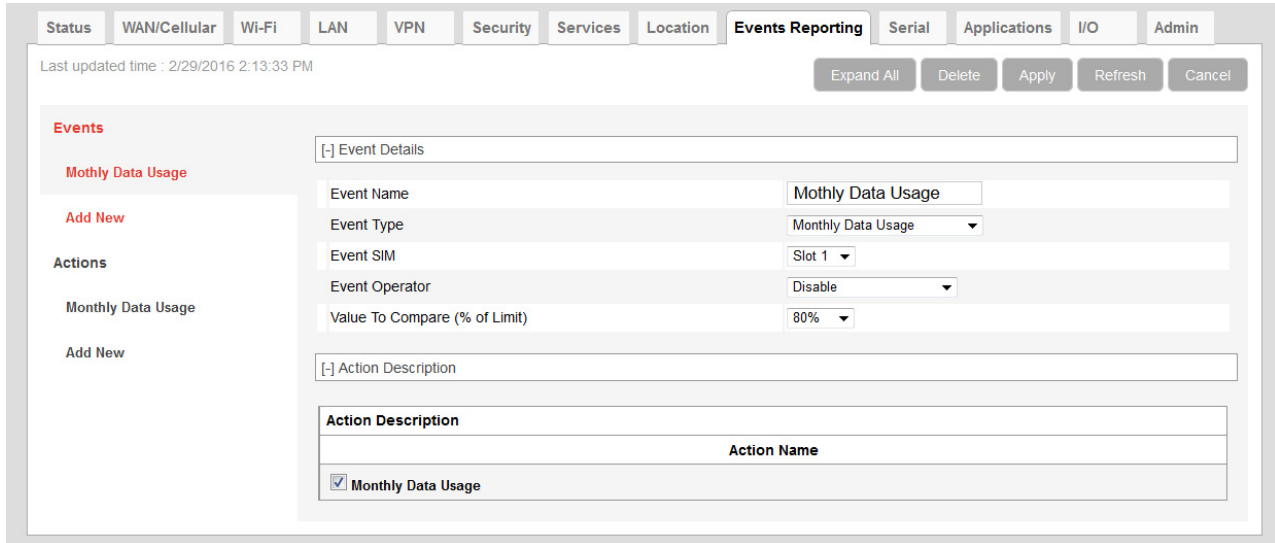 Status WAN/Cellular Wi-Fi LAN VPN Security Services Location Events Reporting Serial Applications I/O Admin
Last updated time : 2/29/2016 2:13:33 PM
Expand All Delete Apply Refresh Cancel
Events
Mothly Data Usage
Add New
Actions
Monthly Data Usage
Add New
[-] Event Details
Event Name Mothly Data Usage
Event Type Monthly Data Usage
Event SIM Slot 1
Event Operator Disable
Value To Compare (% of Limit) 80%
[-] Action Description
Action Description
Action Name
Monthly Data Usage